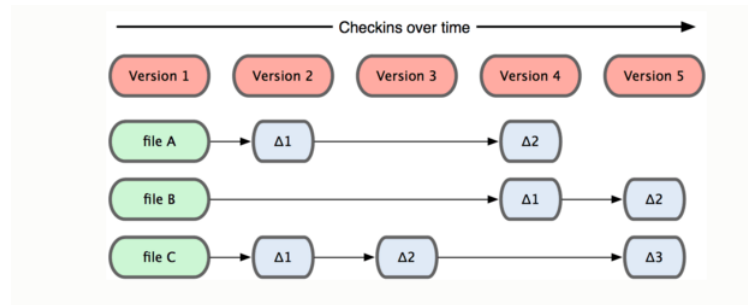 Checkins over time
Version 1 Version 2 Version 3 Version 4 Version 5
file A Δ1 Δ2
file B Δ1 Δ2
file C Δ1 Δ2 Δ3